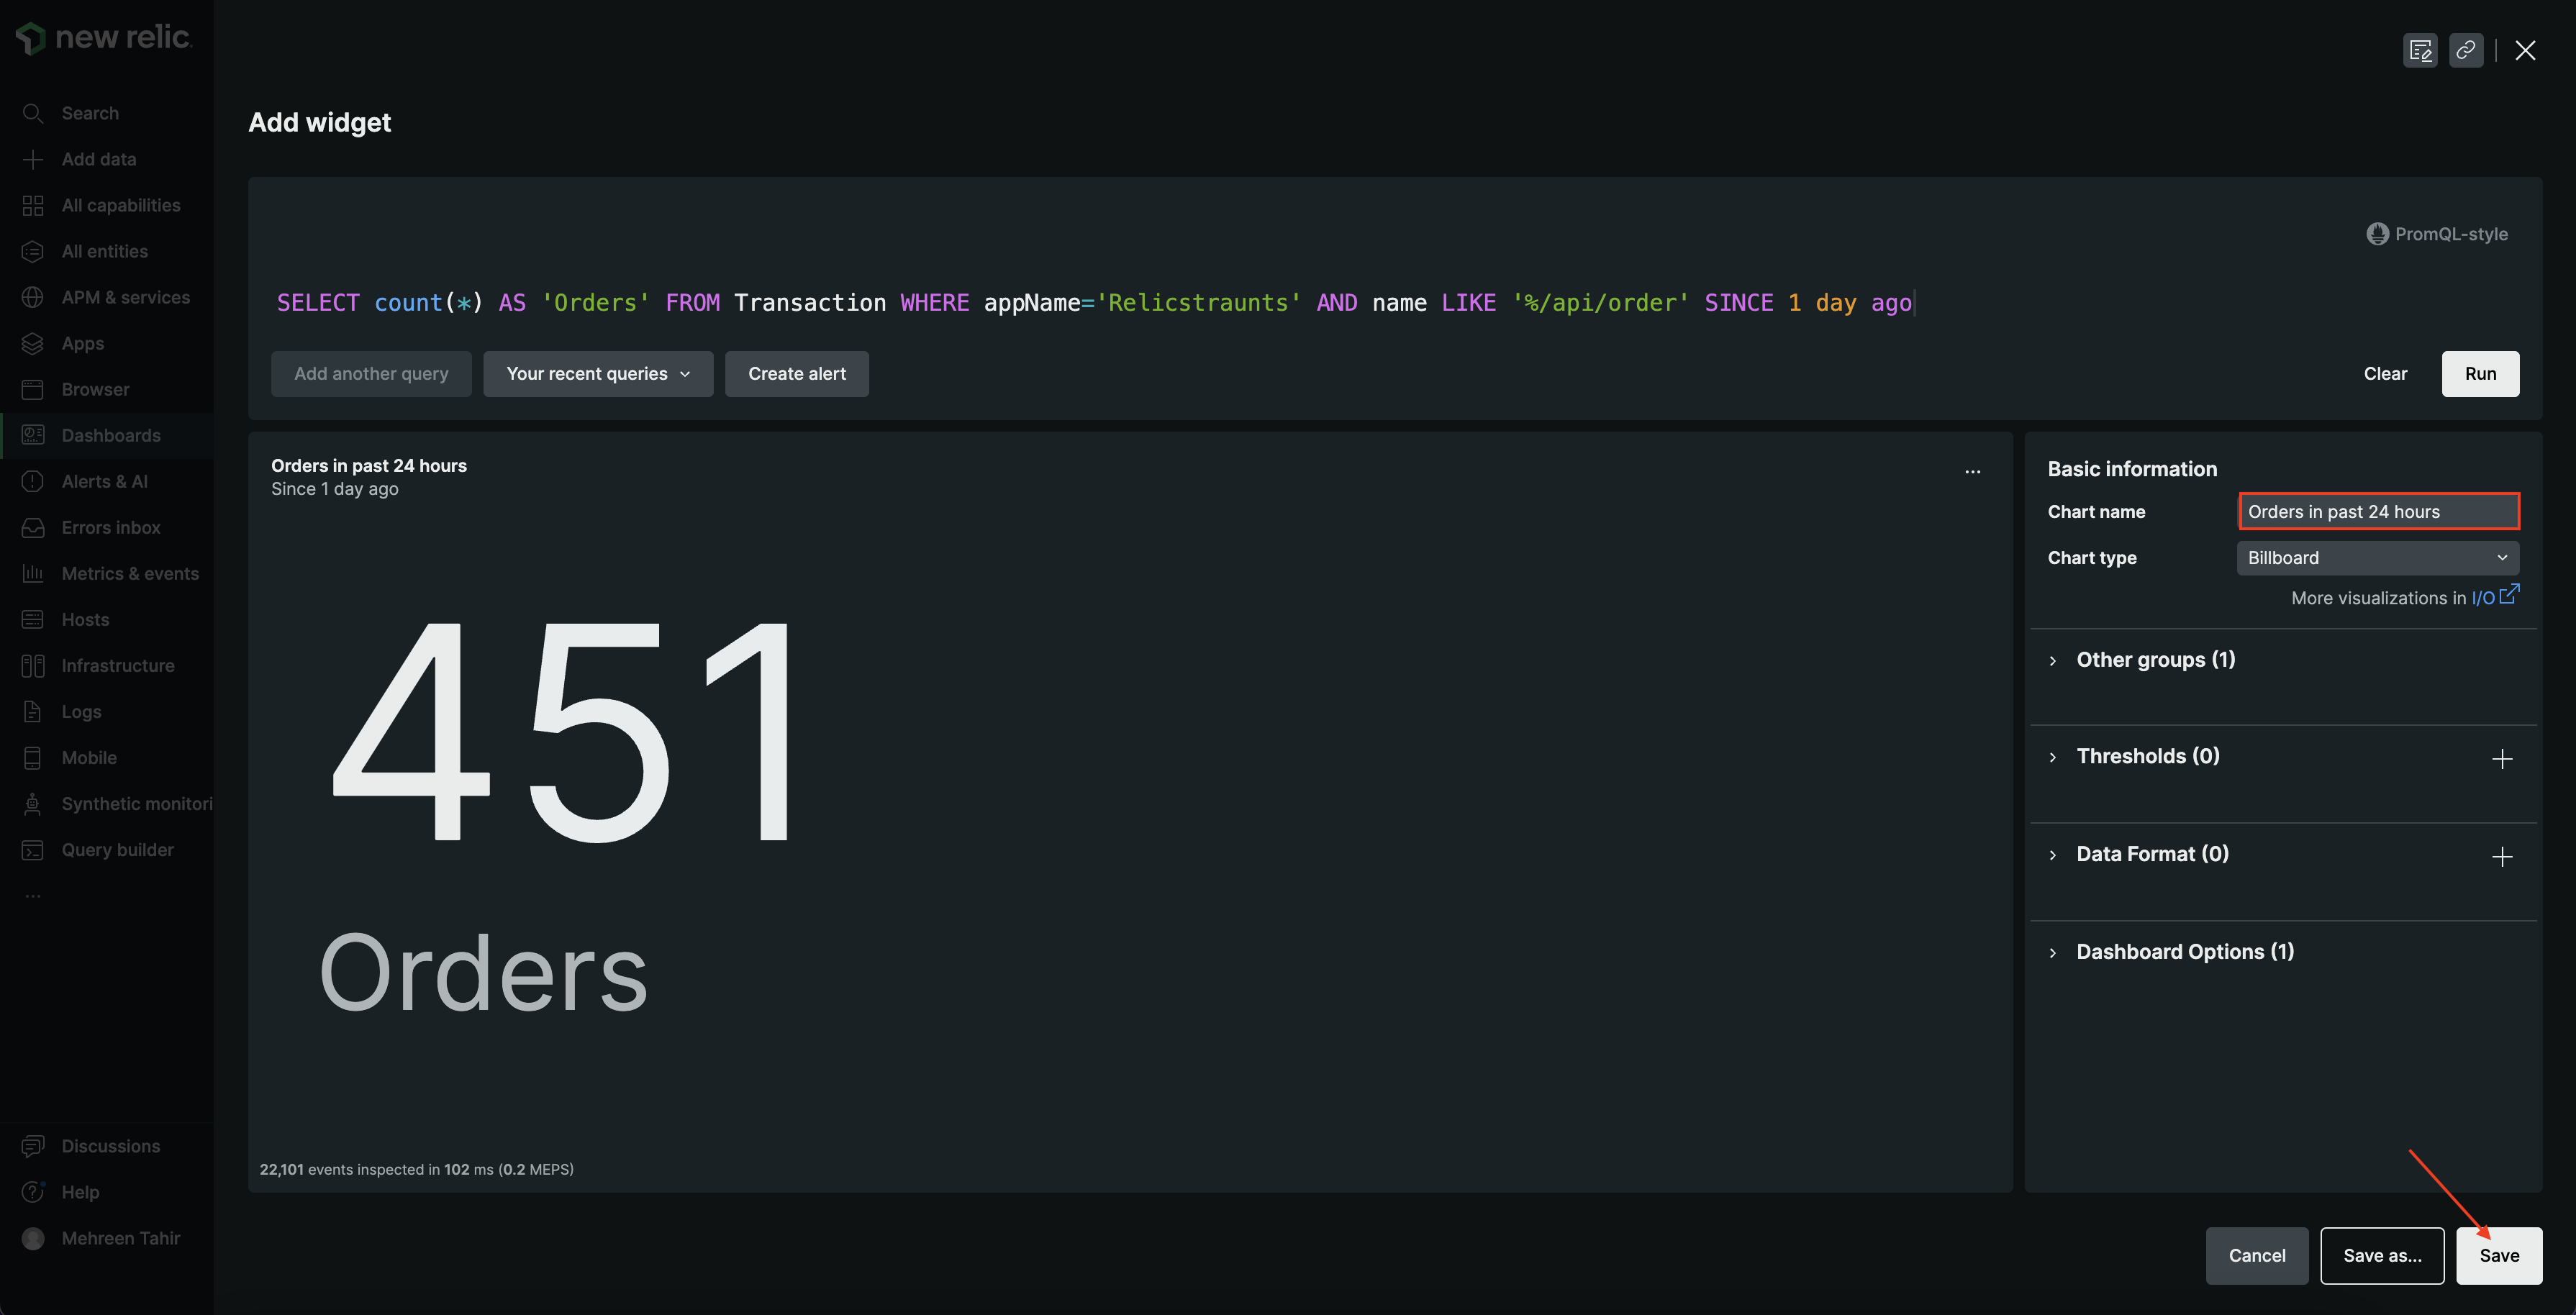 new relic.
Search
Add data
All capabilities
All entities
APM & services
Apps
Browser
Dashboards
Alerts & AI
Errors inbox
Metrics & events
Hosts
Infrastructure
Logs
Mobile
Synthetic monitori
Query builder
...
Discussions
Help
Mehreen Tahir
Add widget
PromQL-style
SELECT count(*) AS 'Orders' FROM Transaction WHERE appName='Relicstraunts' AND name LIKE '%/api/order' SINCE 1 day ago
Add another query
Your recent queries
Create alert
Clear
Run
Orders in past 24 hours
Since 1 day ago
...
451
Orders
22,101 events inspected in 102 ms (0.2 MEPS)
Basic information
Chart name
Orders in past 24 hours
Chart type
Billboard
More visualizations in I/O
Other groups (1)
Thresholds (0)
Data Format (0)
Dashboard Options (1)
Cancel
Save as...
Save